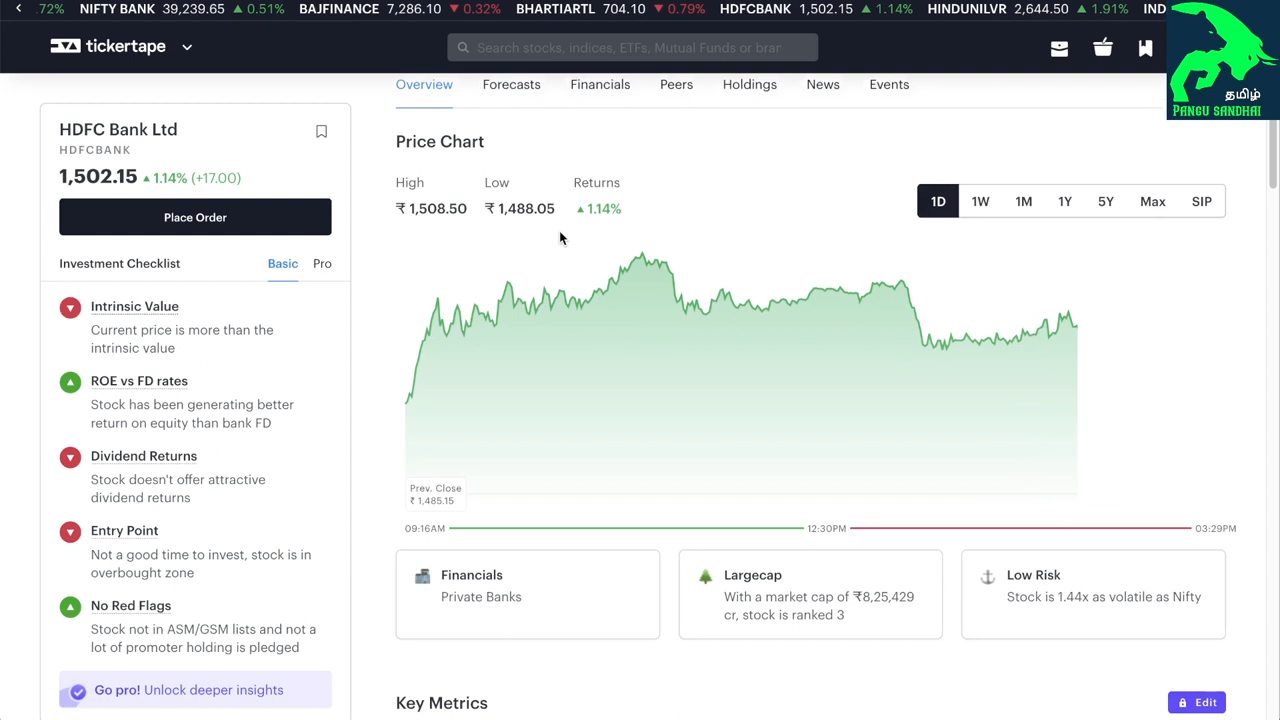 .72% NIFTY BANK 39,239.65 ▲ 0.51% BAJFINANCE 7,286.10 ▼ 0.32% BHARTIARTL 704.10 ▼ 0.79% HDFCBANK 1,502.15 ▲ 1.14% HINDUNILVR 2,644.50 ▲ 1.91% IND
tickertape
Search stocks, indices, ETFs, Mutual Funds or brar
தமிழ்
PANGU SANDHAI
Overview Forecasts Financials Peers Holdings News Events
HDFC Bank Ltd
HDFCBANK
1,502.15 ▲ 1.14% (+17.00)
Place Order
Investment Checklist Basic Pro
Intrinsic Value
Current price is more than the
intrinsic value
ROE vs FD rates
Stock has been generating better
return on equity than bank FD
Dividend Returns
Stock doesn't offer attractive
dividend returns
Entry Point
Not a good time to invest, stock is in
overbought zone
No Red Flags
Stock not in ASM/GSM lists and not a
lot of promoter holding is pledged
Go pro! Unlock deeper insights
Price Chart
High Low Returns
₹ 1,508.50 ₹ 1,488.05 ▲ 1.14%
1D 1W 1M 1Y 5Y Max SIP
Prev. Close
₹ 1,485.15
09:16AM 12:30PM 03:29PM
Financials
Private Banks
Largecap
With a market cap of ₹8,25,429
cr, stock is ranked 3
Low Risk
Stock is 1.44x as volatile as Nifty
Key Metrics
Edit